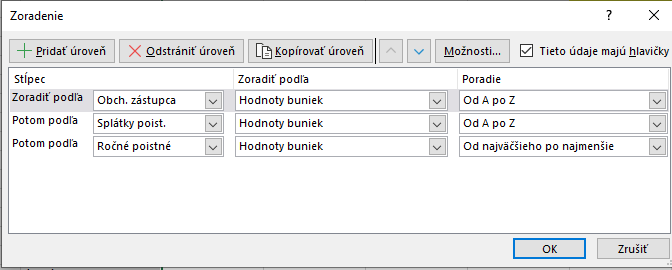 Zoradenie
? ×
Pridať úroveň Odstrániť úroveň Kopírovať úroveň Možnosti... Tieto údaje majú hlavičky
Stĺpec Zoradiť podľa Poradie
Zoradiť podľa Obch. zástupca Hodnoty buniek Od A po Z
Potom podľa Splátky poist. Hodnoty buniek Od A po Z
Potom podľa Ročné poistné Hodnoty buniek Od najväčšieho po najmenšie
OK Zrušiť